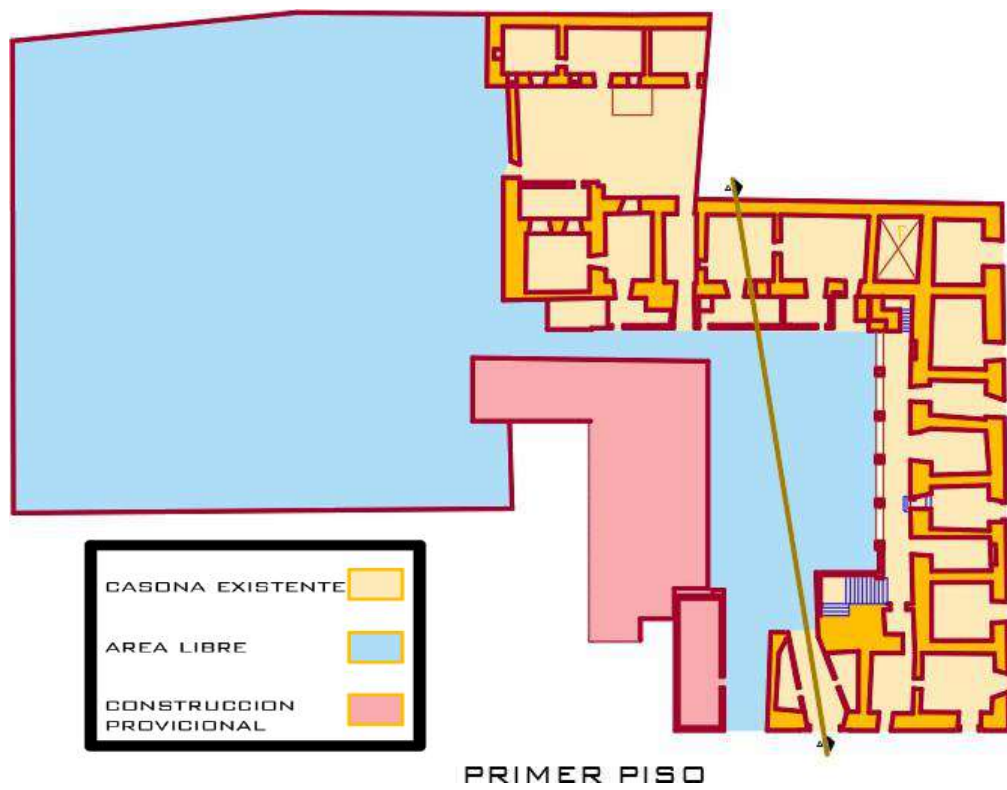 CASONA EXISTENTE
AREA LIBRE
CONSTRUCCION
PROVICIONAL
PRIMER PISO